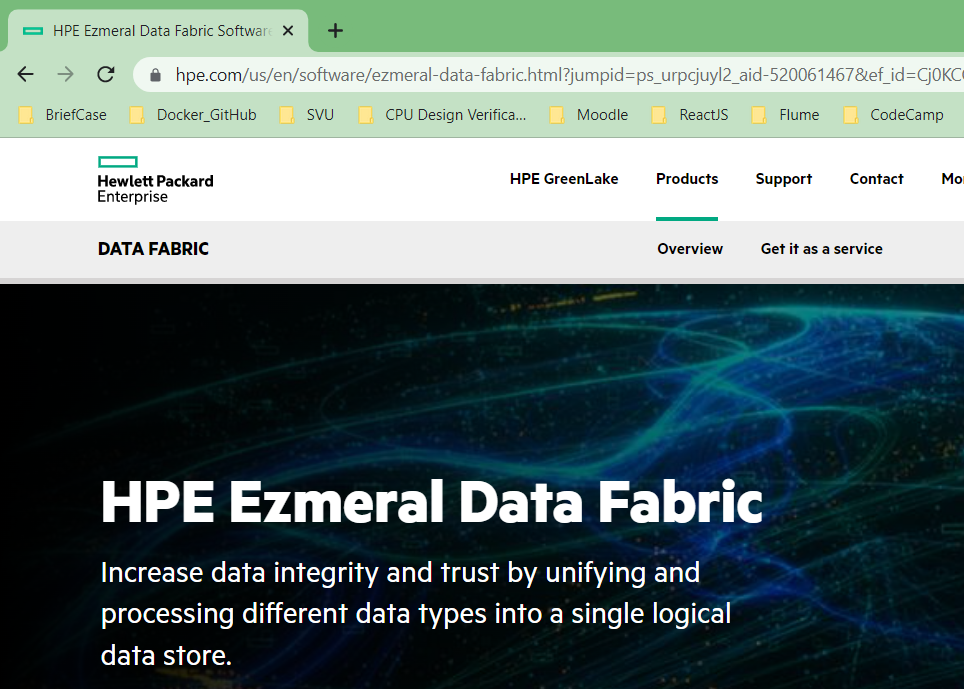 HPE Ezmeral Data Fabric Softwar
hpe.com/us/en/software/ezmeral-data-fabric.html?jumpid=ps_urpcjuyl2_aid-520061467&ef_id=Cj0KC
BriefCase Docker_GitHub SVU CPU Design Verifica... Moodle ReactJS Flume CodeCamp
Hewlett Packard
Enterprise
HPE GreenLake Products Support Contact Mo
DATA FABRIC Overview Get it as a service
HPE Ezmeral Data Fabric
Increase data integrity and trust by unifying and
processing different data types into a single logical
data store.